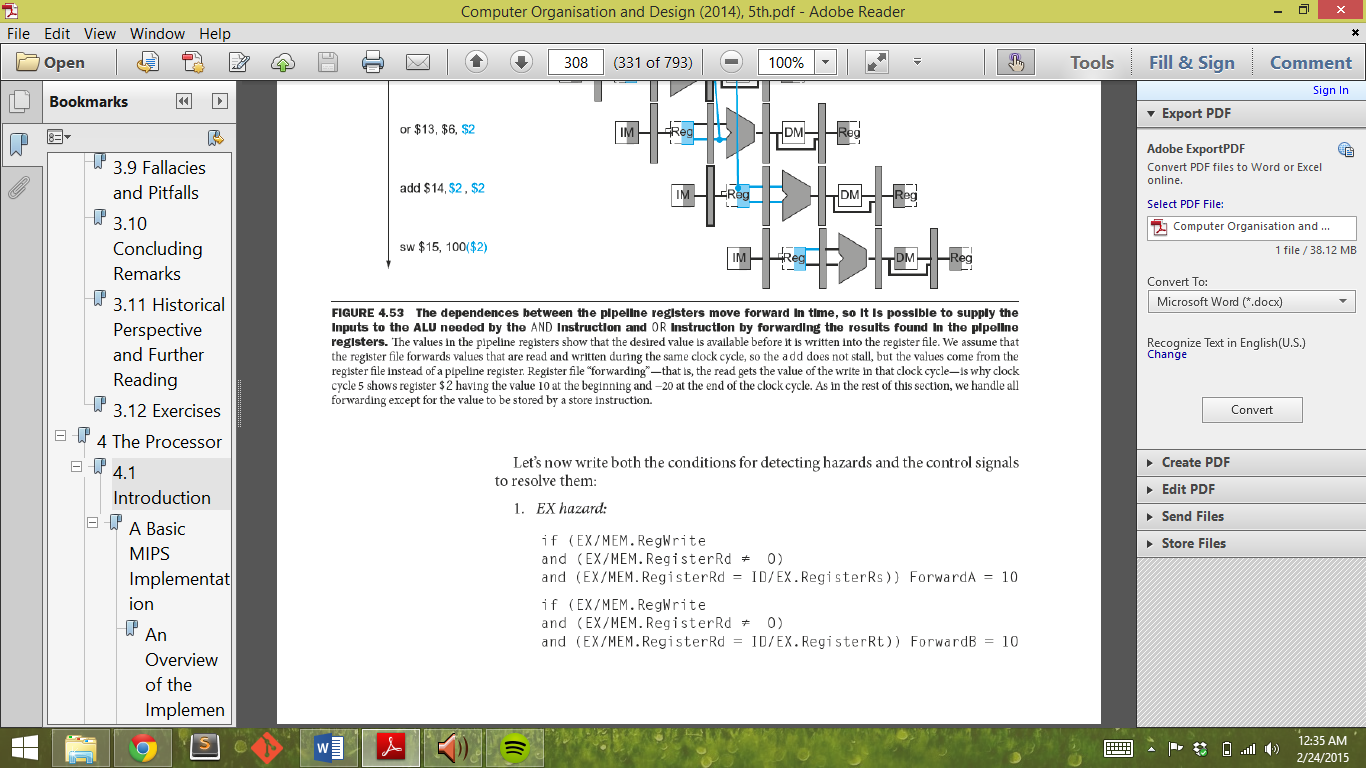 Computer Organisation and Design (2014), 5th.pdf - Adobe Reader
File Edit View Window Help
Open
308 (331 of 793)
100%
Tools Fill & Sign Comment
Bookmarks
3.9 Fallacies
and Pitfalls
3.10
Concluding
Remarks
3.11 Historical
Perspective
and Further
Reading
3.12 Exercises
4 The Processor
4.1
Introduction
A Basic
MIPS
Implementat
ion
An
Overview
of the
Implemen
or $13, $6, $2
IM Reg DM Reg
add $14, $2 , $2
IM Reg DM Reg
sw $15, 100($2)
IM Reg DM Reg
FIGURE 4.53 The dependences between the pipeline registers move forward in time, so it is possible to supply the
inputs to the ALU needed by the AND instruction and OR instruction by forwarding the results found in the pipeline
registers. The values in the pipeline registers show that the desired value is available before it is written into the register file. We assume that
the register file forwards values that are read and written during the same clock cycle, so the add does not stall, but the values come from the
register file instead of a pipeline register. Register file “forwarding”—that is, the read gets the value of the write in that clock cycle—is why clock
cycle 5 shows register $2 having the value 10 at the beginning and −20 at the end of the clock cycle. As in the rest of this section, we handle all
forwarding except for the value to be stored by a store instruction.
Let’s now write both the conditions for detecting hazards and the control signals
to resolve them:
1. EX hazard:
if (EX/MEM.RegWrite
and (EX/MEM.RegisterRd ≠ 0)
and (EX/MEM.RegisterRd = ID/EX.RegisterRs)) ForwardA = 10
if (EX/MEM.RegWrite
and (EX/MEM.RegisterRd ≠ 0)
and (EX/MEM.RegisterRd = ID/EX.RegisterRt)) ForwardB = 10
Sign In
Export PDF
Adobe ExportPDF
Convert PDF files to Word or Excel
online.
Select PDF File:
Computer Organisation and ...
1 file / 38.12 MB
Convert To:
Microsoft Word (*.docx)
Recognize Text in English(U.S.)
Change
Convert
Create PDF
Edit PDF
Send Files
Store Files
12:35 AM
2/24/2015